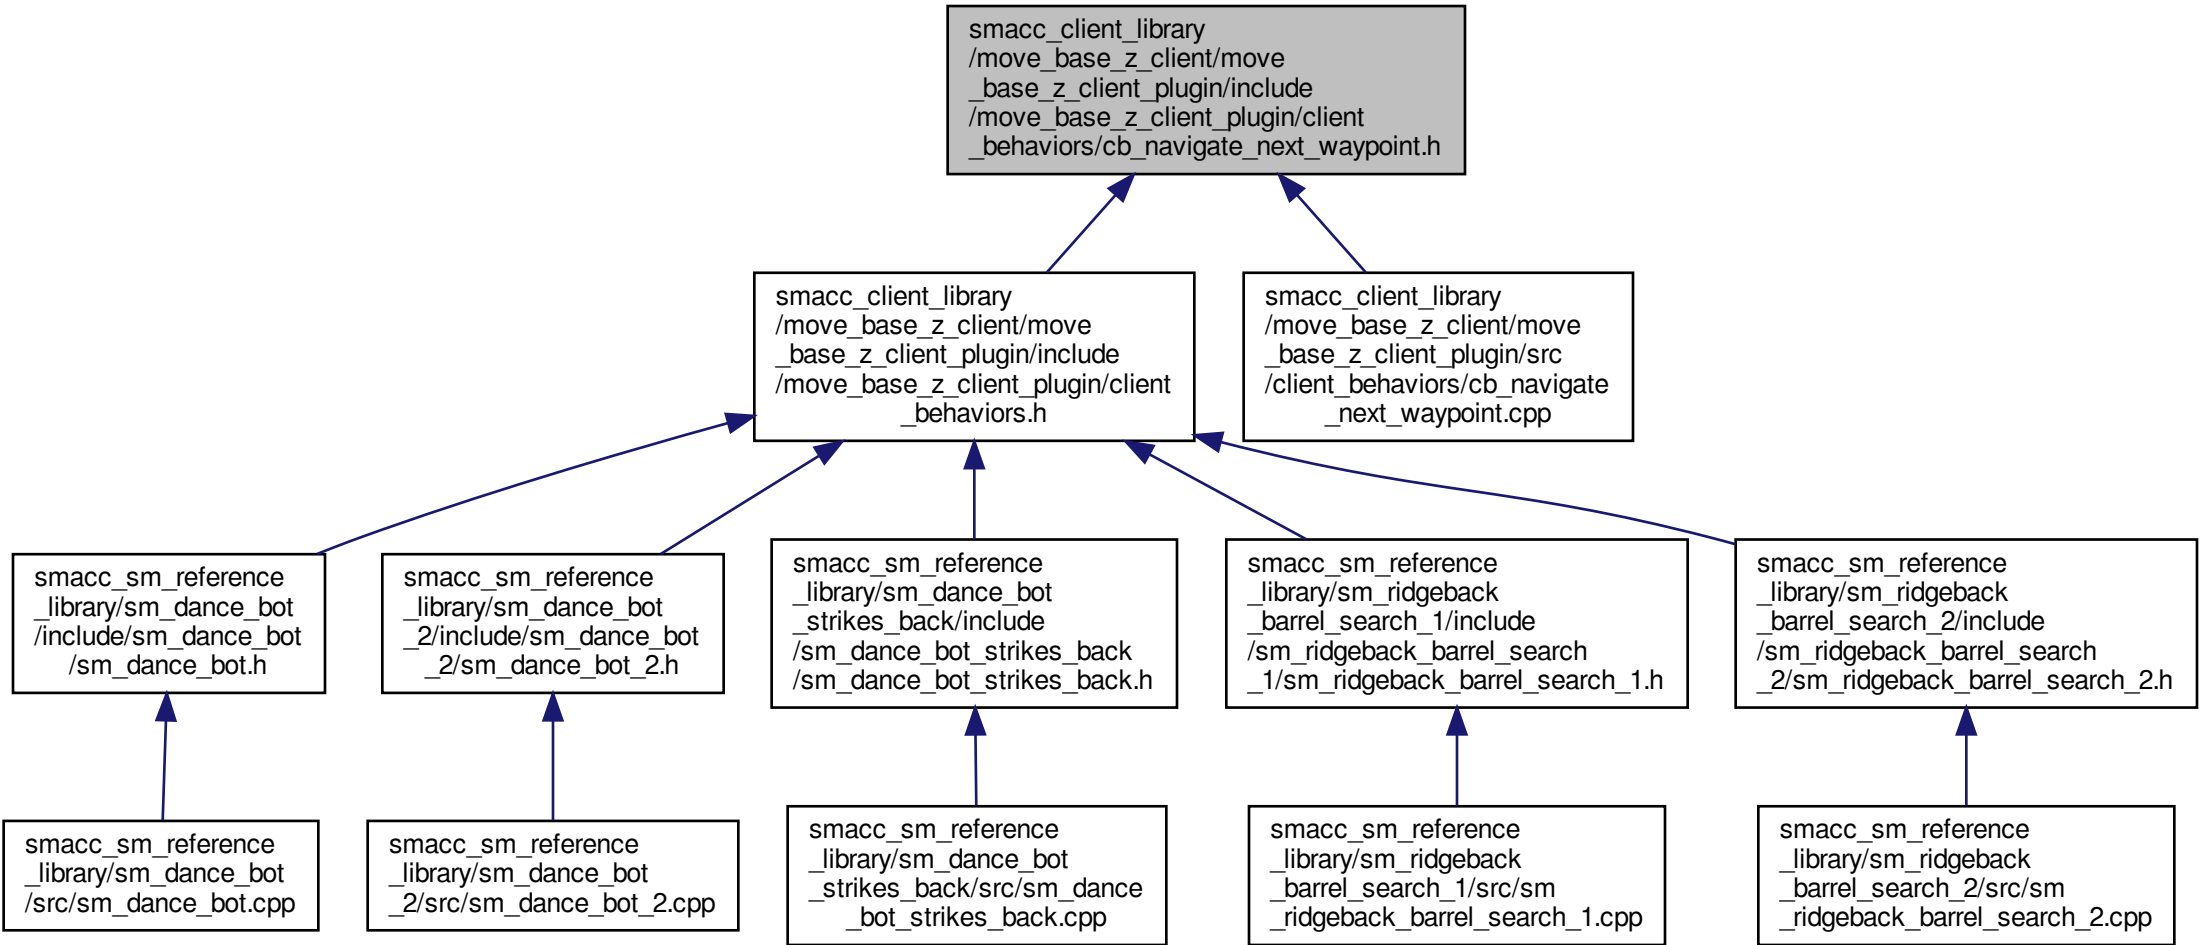 smacc_client_library
/move_base_z_client/move
_base_z_client_plugin/include
/move_base_z_client_plugin/client
_behaviors/cb_navigate_next_waypoint.h
smacc_client_library
/move_base_z_client/move
_base_z_client_plugin/include
/move_base_z_client_plugin/client
_behaviors.h
smacc_client_library
/move_base_z_client/move
_base_z_client_plugin/src
/client_behaviors/cb_navigate
_next_waypoint.cpp
smacc_sm_reference
_library/sm_dance_bot
/include/sm_dance_bot
/sm_dance_bot.h
smacc_sm_reference
_library/sm_dance_bot
_2/include/sm_dance_bot
_2/sm_dance_bot_2.h
smacc_sm_reference
_library/sm_dance_bot
_strikes_back/include
/sm_dance_bot_strikes_back
/sm_dance_bot_strikes_back.h
smacc_sm_reference
_library/sm_ridgeback
_barrel_search_1/include
/sm_ridgeback_barrel_search
_1/sm_ridgeback_barrel_search_1.h
smacc_sm_reference
_library/sm_ridgeback
_barrel_search_2/include
/sm_ridgeback_barrel_search
_2/sm_ridgeback_barrel_search_2.h
smacc_sm_reference
_library/sm_dance_bot
/src/sm_dance_bot.cpp
smacc_sm_reference
_library/sm_dance_bot
_2/src/sm_dance_bot_2.cpp
smacc_sm_reference
_library/sm_dance_bot
_strikes_back/src/sm_dance
_bot_strikes_back.cpp
smacc_sm_reference
_library/sm_ridgeback
_barrel_search_1/src/sm
_ridgeback_barrel_search_1.cpp
smacc_sm_reference
_library/sm_ridgeback
_barrel_search_2/src/sm
_ridgeback_barrel_search_2.cpp